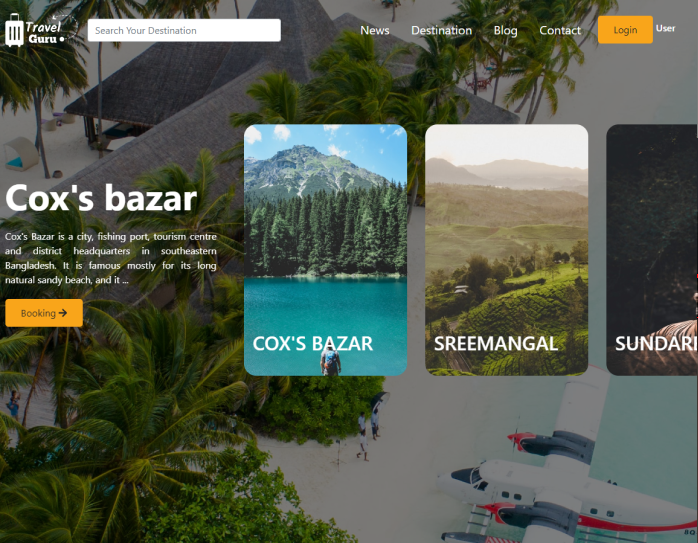 Travel
Guru
Search Your Destination
News
Destination
Blog
Contact
Login
User
Cox's bazar
Cox's Bazar is a city, fishing port, tourism centre
and district headquarters in southeastern
Bangladesh. It is famous mostly for its long
natural sandy beach, and it ...
Booking
COX'S BAZAR
SREEMANGAL
SUNDAR